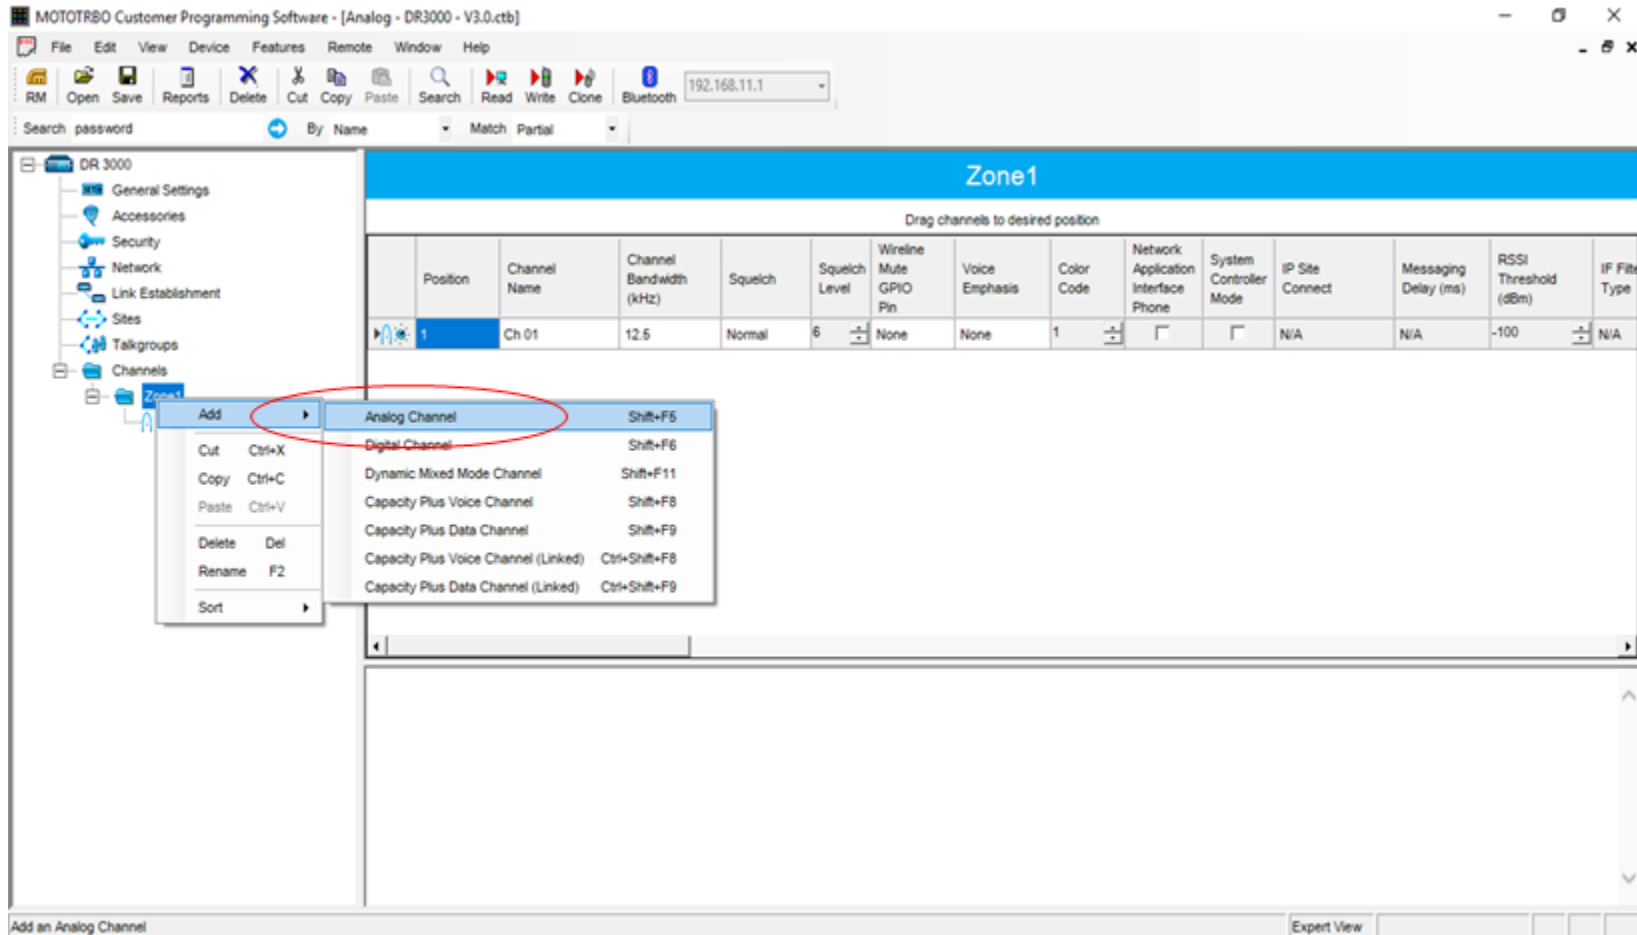 MOTOTRBO Customer Programming Software - [Analog - DR3000 - V3.0.ctb]
File Edit View Device Features Remote Window Help
RM Open Save Reports Delete Cut Copy Paste Search Read Write Clone Bluetooth 192.168.11.1
Search password By Name Match Partial
DR 3000
General Settings
Accessories
Security
Network
Link Establishment
Sites
Talkgroups
Channels
Zone1
Add
Cut Ctrl+X
Copy Ctrl+C
Paste Ctrl+V
Delete Del
Rename F2
Sort
Analog Channel Shift+F5
Digital Channel Shift+F6
Dynamic Mixed Mode Channel Shift+F11
Capacity Plus Voice Channel Shift+F8
Capacity Plus Data Channel Shift+F9
Capacity Plus Voice Channel (Linked) Ctrl+Shift+F8
Capacity Plus Data Channel (Linked) Ctrl+Shift+F9
Zone1
Drag channels to desired position
Position
Channel
Name
Channel
Bandwidth
(kHz)
Squelch
Squelch
Level
Wireline
Mute
GPIO
Pin
Voice
Emphasis
Color
Code
Network
Application
Interface
Phone
System
Controller
Mode
IP Site
Connect
Messaging
Delay (ms)
RSSI
Threshold
(dBm)
IF Filte
Type
1 Ch 01 12.5 Normal 6 None None 1 N/A N/A -100 N/A
Add an Analog Channel
Expert View